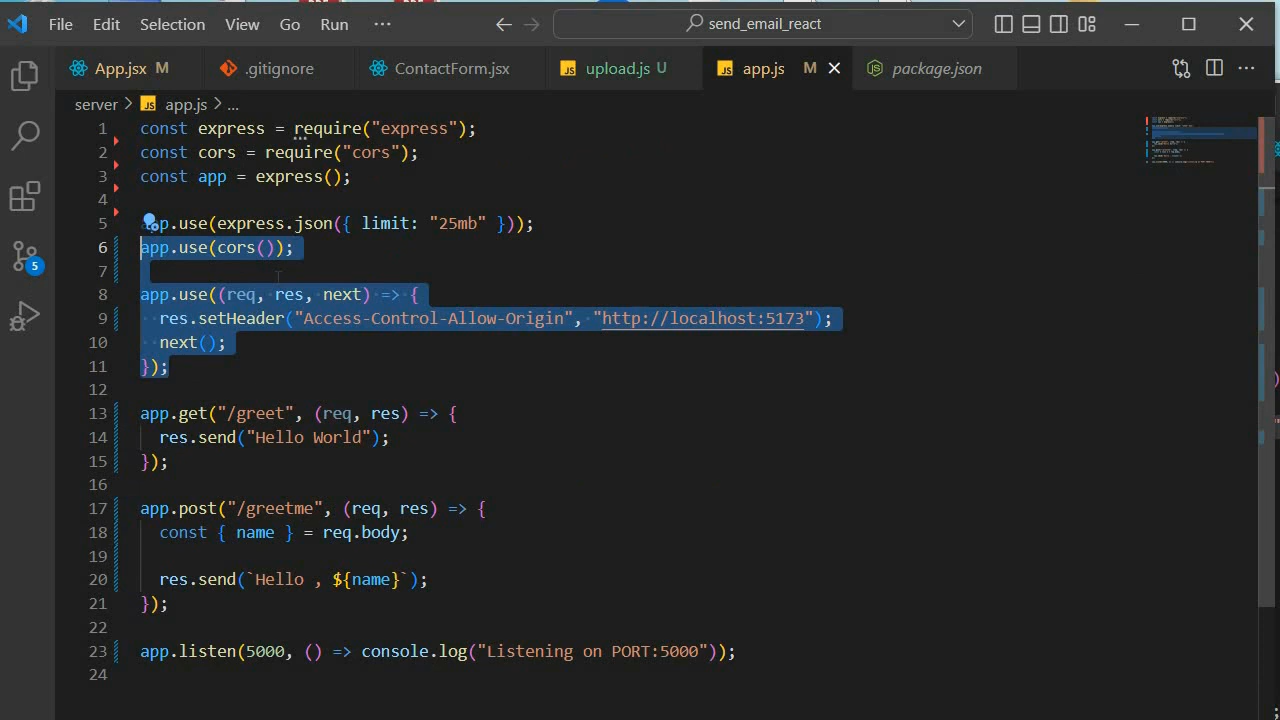 File Edit Selection View Go Run ··· send_email_react
App.jsx M .gitignore ContactForm.jsx JS upload.js U JS app.js M package.json
server > JS app.js > ...
1 const express = require("express");
2 const cors = require("cors");
3 const app = express();
4
5 app.use(express.json({ limit: "25mb" }));
6 app.use(cors());
7
8 app.use((req, res, next) => {
9 res.setHeader("Access-Control-Allow-Origin", "http://localhost:5173");
10 next();
11 });
12
13 app.get("/greet", (req, res) => {
14 res.send("Hello World");
15 });
16
17 app.post("/greetme", (req, res) => {
18 const { name } = req.body;
19
20 res.send(`Hello , ${name}`);
21 });
22
23 app.listen(5000, () => console.log("Listening on PORT:5000"));
24
5